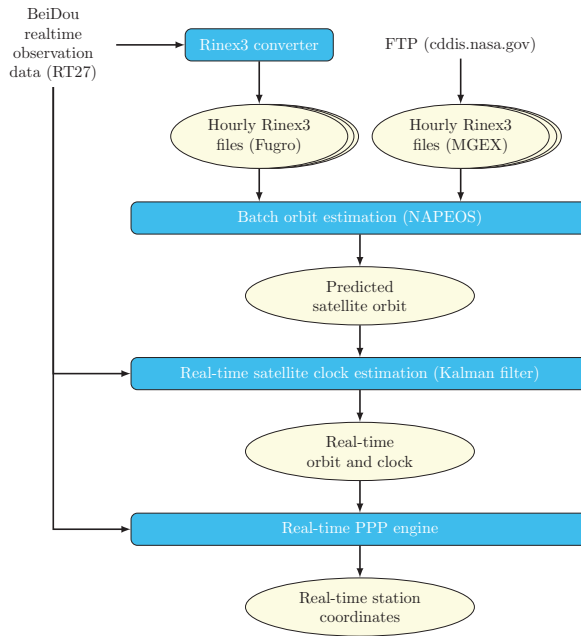 BeiDou
realtime
observation
data (RT27)
Rinex3 converter
FTP (cddis.nasa.gov)
Hourly Rinex3
files (Fugro)
Hourly Rinex3
files (MGEX)
Batch orbit estimation (NAPEOS)
Predicted
satellite orbit
Real-time satellite clock estimation (Kalman filter)
Real-time
orbit and clock
Real-time PPP engine
Real-time station
coordinates